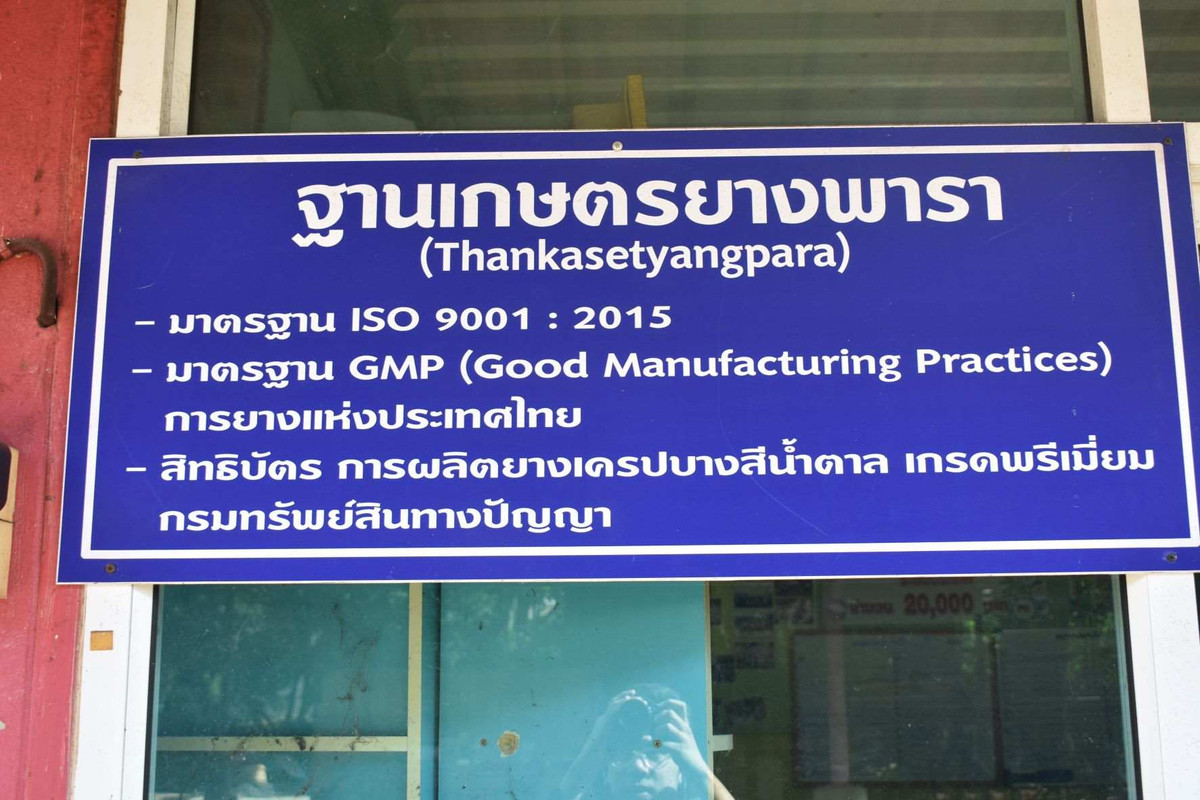 ฐานเกษตรยางพารา
(Thankasetyangpara)
– มาตรฐาน ISO 9001 : 2015
– มาตรฐาน GMP (Good Manufacturing Practices)
การยางแห่งประเทศไทย
– สิทธิบัตร การผลิตยางเครปบางสีน้ำตาล เกรดพรีเมี่ยม
กรมทรัพย์สินทางปัญญา
20,000 บาท